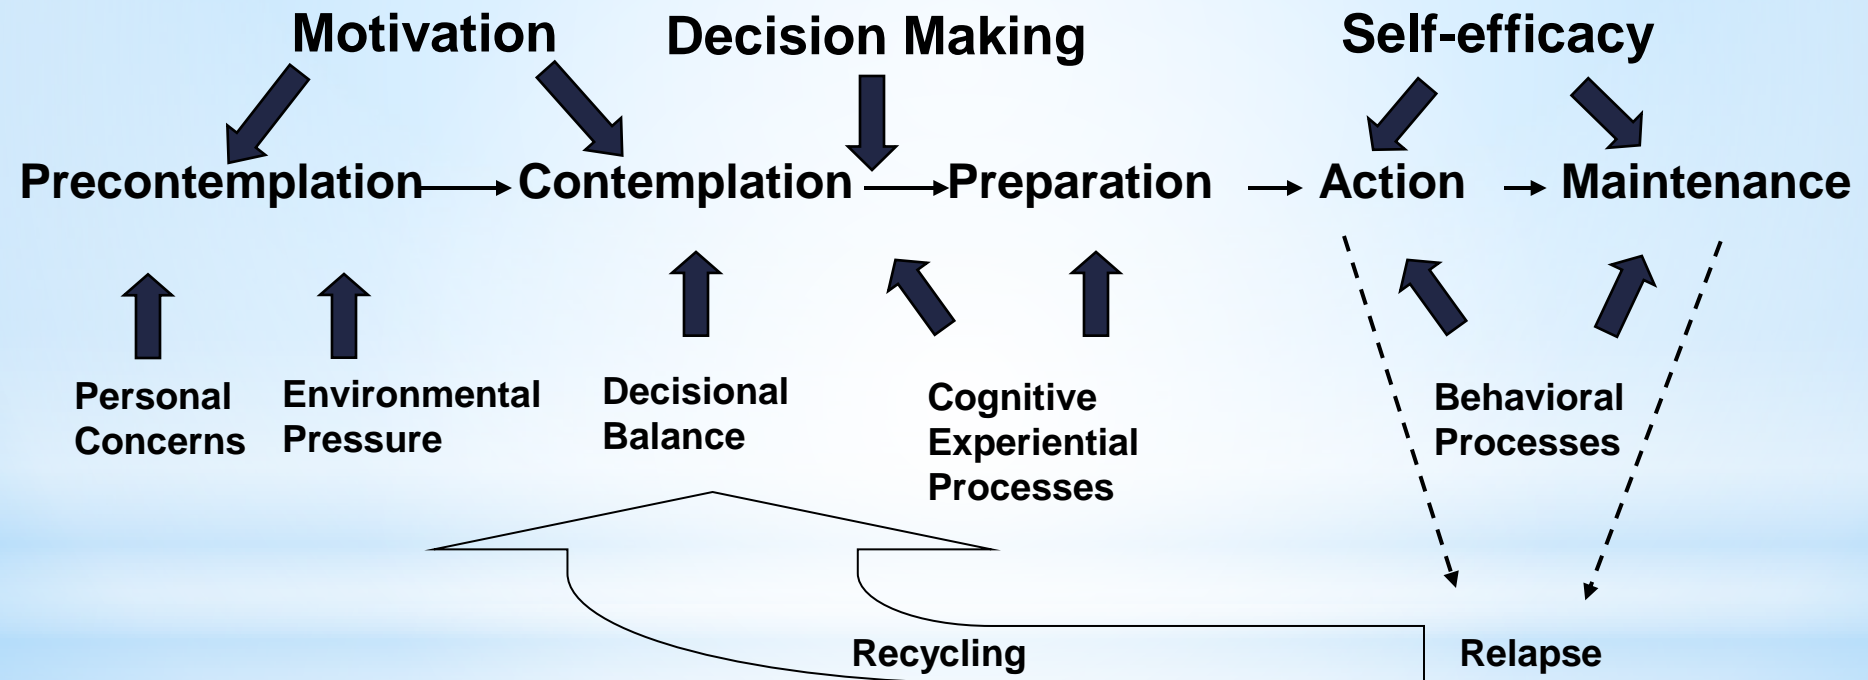 Motivation
Decision Making
Self-efficacy
Precontemplation
Contemplation
Preparation
Action
Maintenance
Personal
Concerns
Environmental
Pressure
Decisional
Balance
Cognitive
Experiential
Processes
Behavioral
Processes
Recycling
Relapse